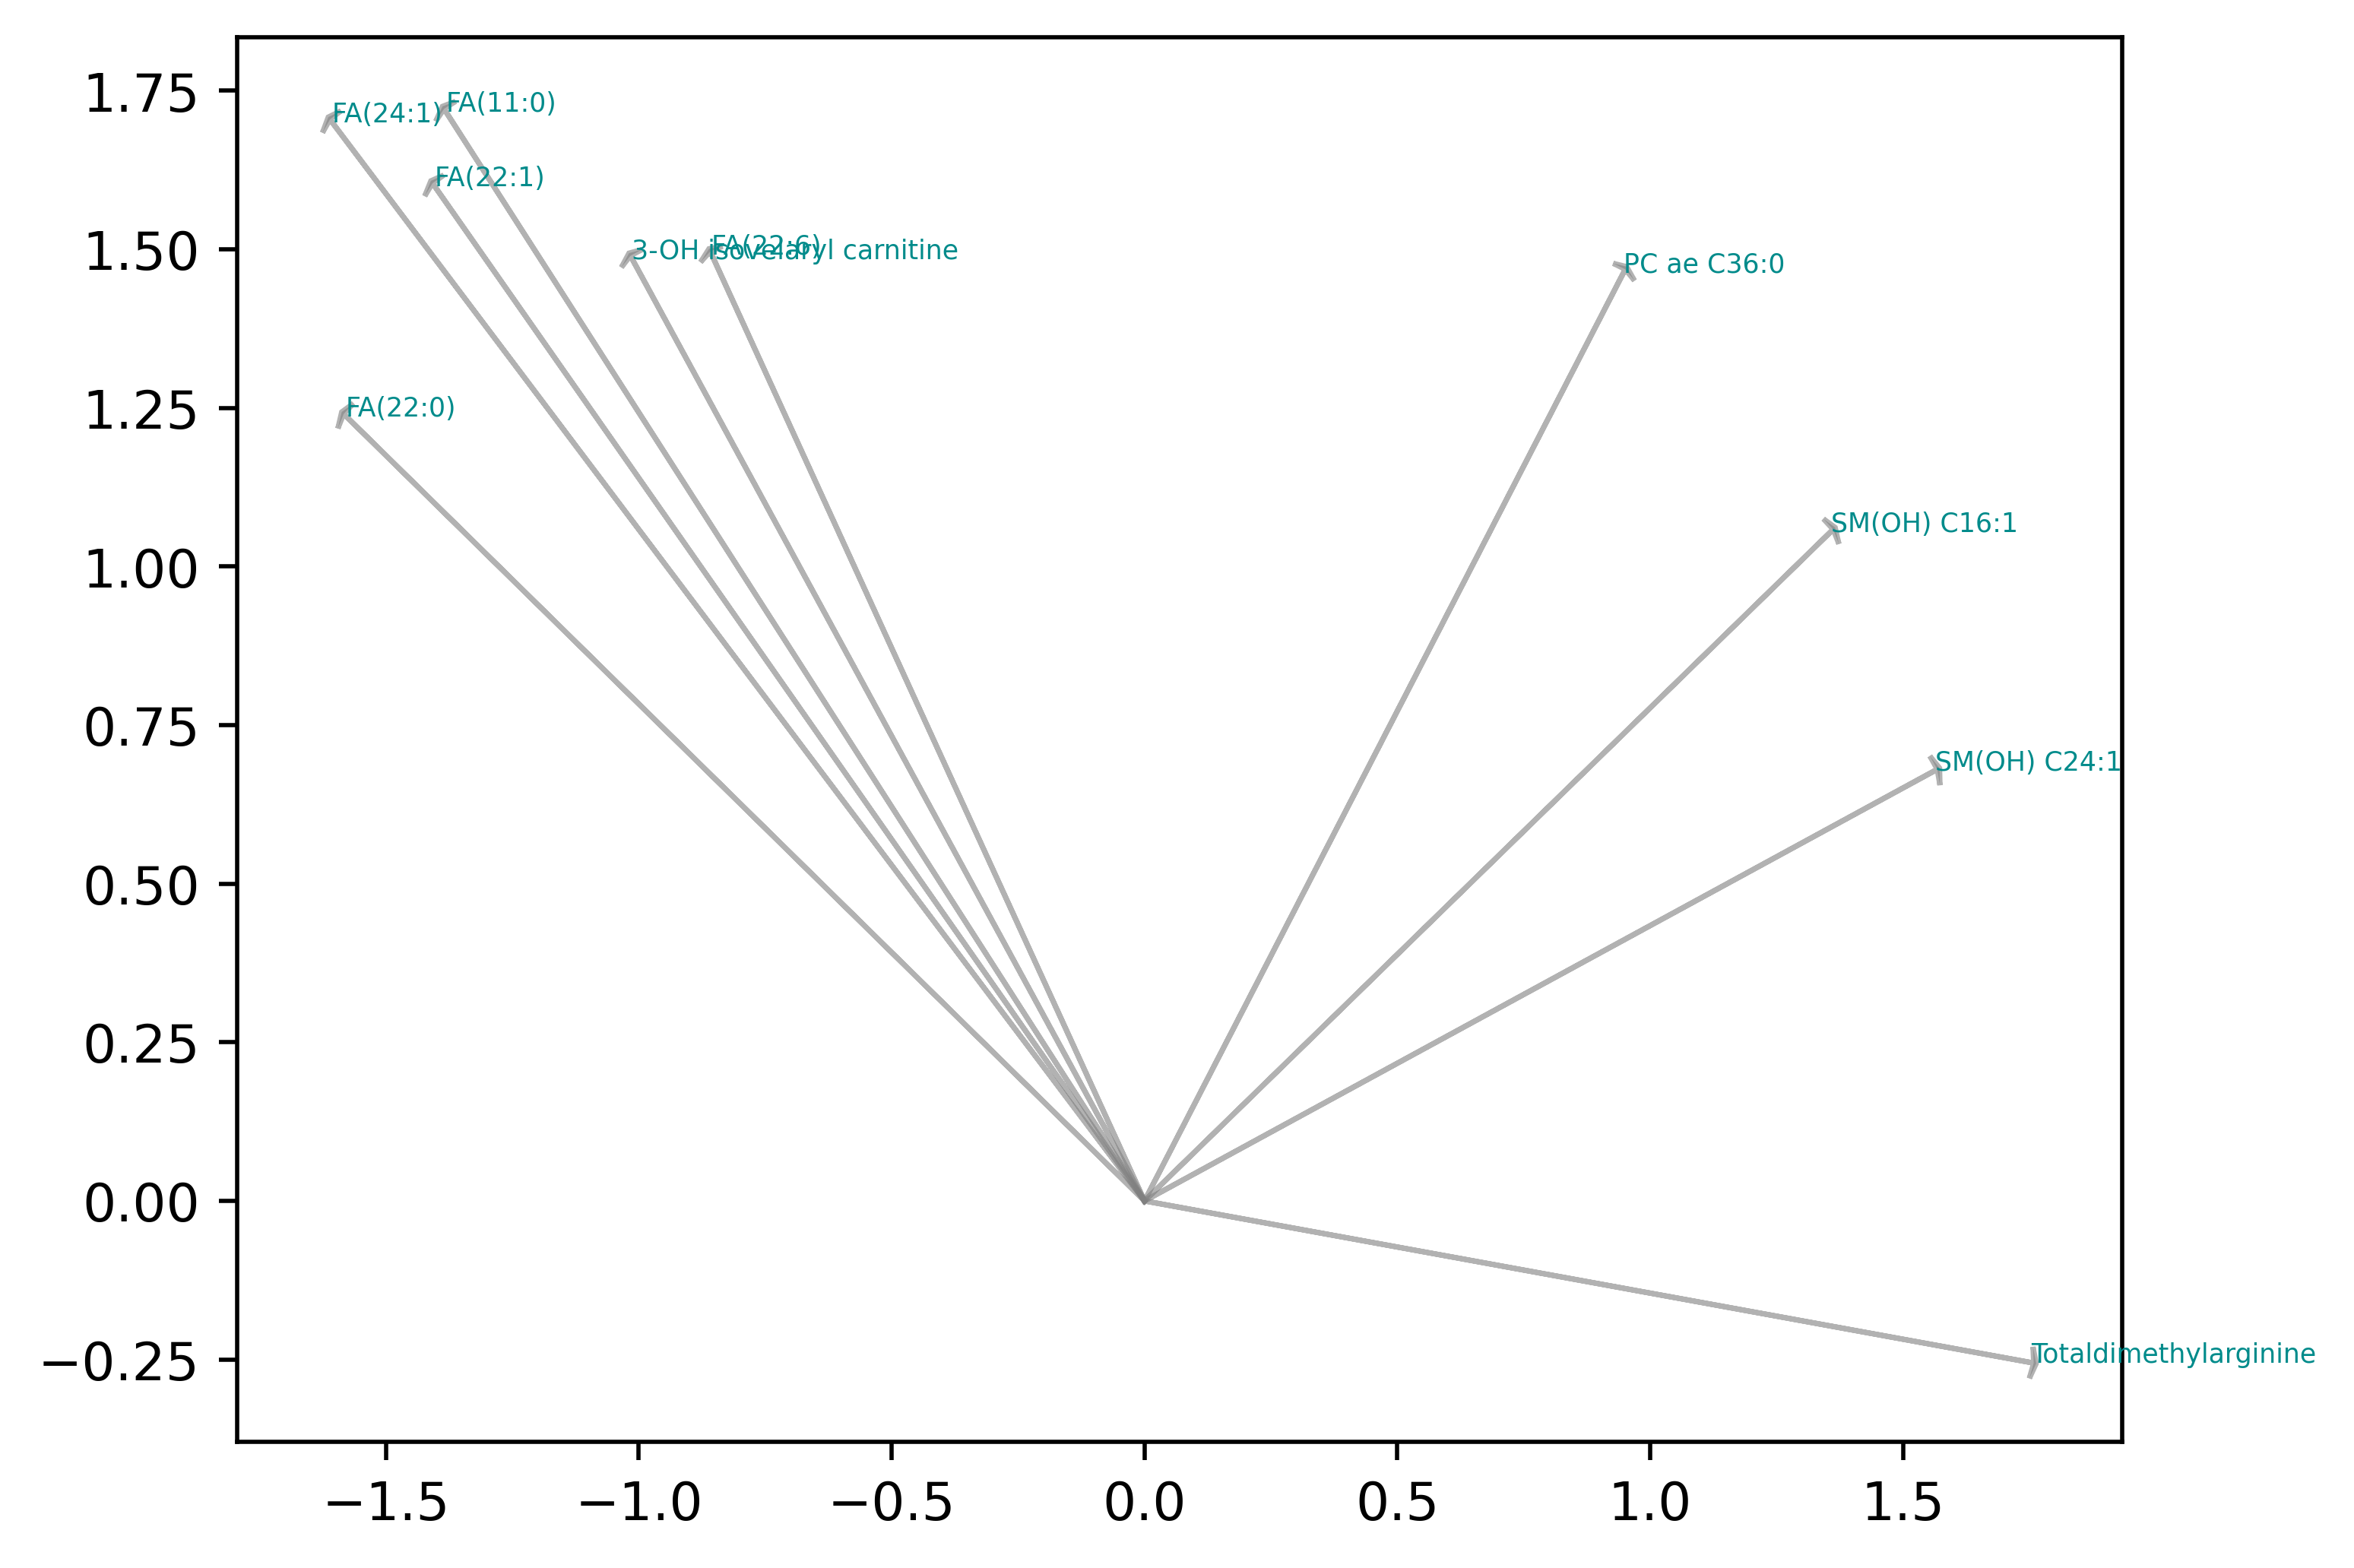 1.75
1.50
1.25
1.00
0.75
0.50
0.25
0.00
−0.25
FA(24:1)
FA(11:0)
FA(22:1)
3-OH isovelaryl carnitine
FA(22:6)
PC ae C36:0
FA(22:0)
SM(OH) C16:1
SM(OH) C24:1
Totaldimethylarginine
−1.5
−1.0
−0.5
0.0
0.5
1.0
1.5